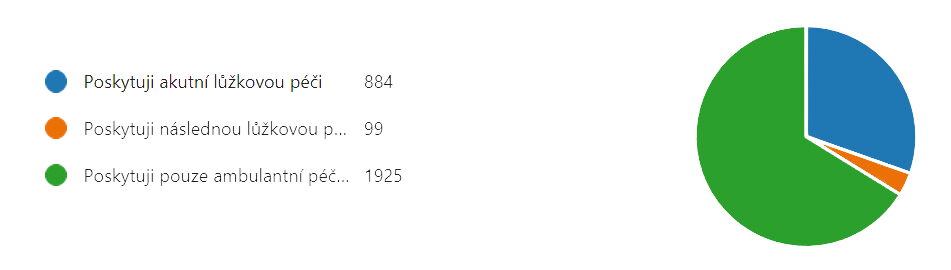 Poskytuji akutní lůžkovou péči 884
Poskytuji následnou lůžkovou p... 99
Poskytuji pouze ambulantní péč... 1925